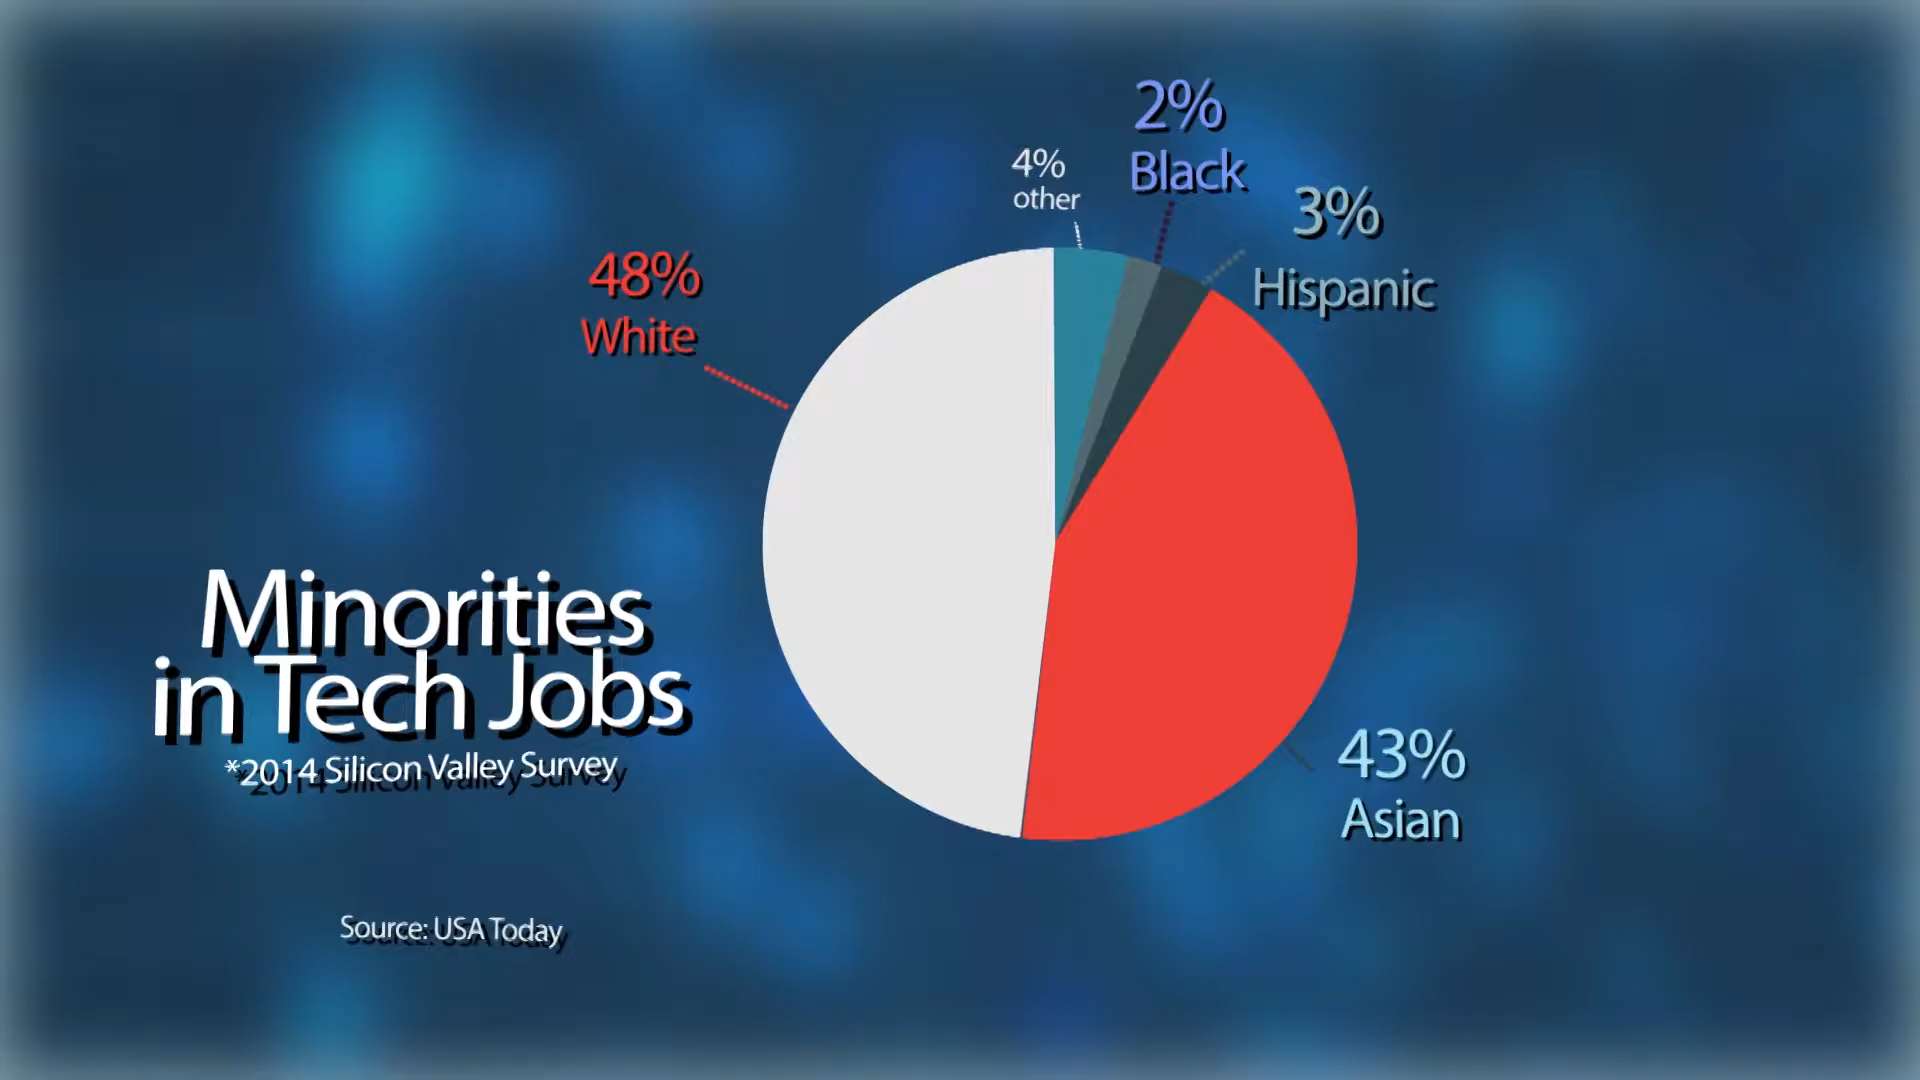 2%
Black
4%
other
3%
Hispanic
48%
White
Minorities
in Tech Jobs
*2014 Silicon Valley Survey
43%
Asian
Source: USA Today